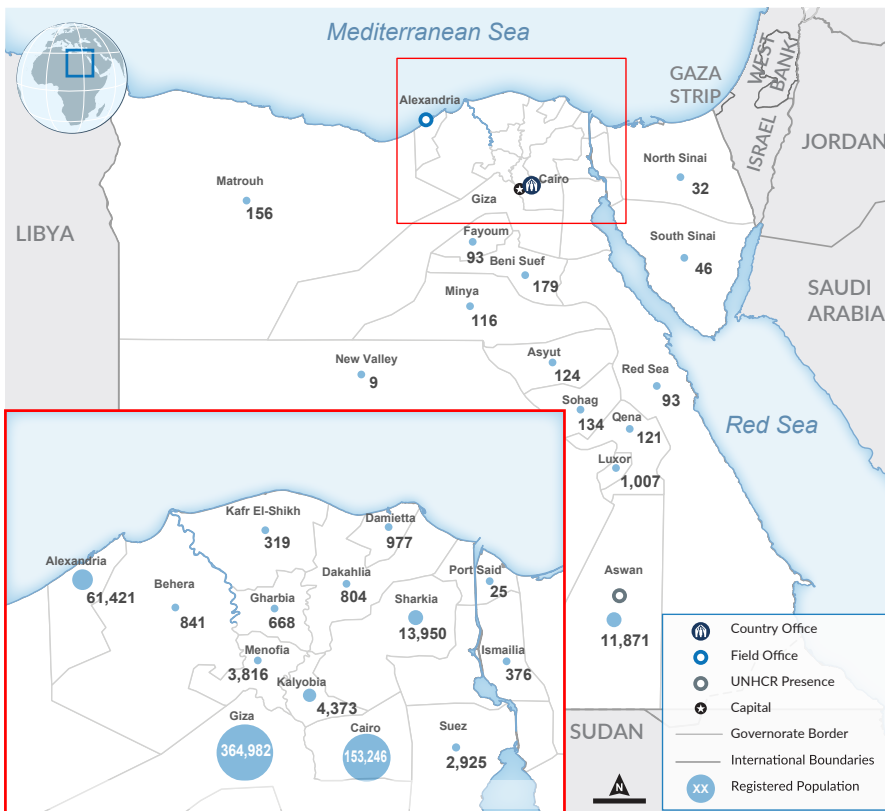 Mediterranean Sea
GAZA
STRIP
WEST
BANK
ISRAEL
JORDAN
Alexandria
North Sinai
32
Matrouh
156
Cairo
Giza
LIBYA
Fayoum
93
South Sinai
46
Beni Suef
179
SAUDI
ARABIA
Minya
116
New Valley
9
Asyut
124
Red Sea
93
Sohag
134
Qena
121
Red Sea
Luxor
1,007
Kafr El-Shikh
319
Damietta
977
Alexandria
61,421
Behera
841
Gharbia
668
Dakahlia
804
Port Said
25
Sharkia
13,950
Aswan
11,871
Menofia
3,816
Ismailia
376
Kalyobia
4,373
Giza
364,982
Cairo
153,246
Suez
2,925
SUDAN
N
Country Office
Field Office
UNHCR Presence
Capital
Governorate Border
International Boundaries
XX
Registered Population